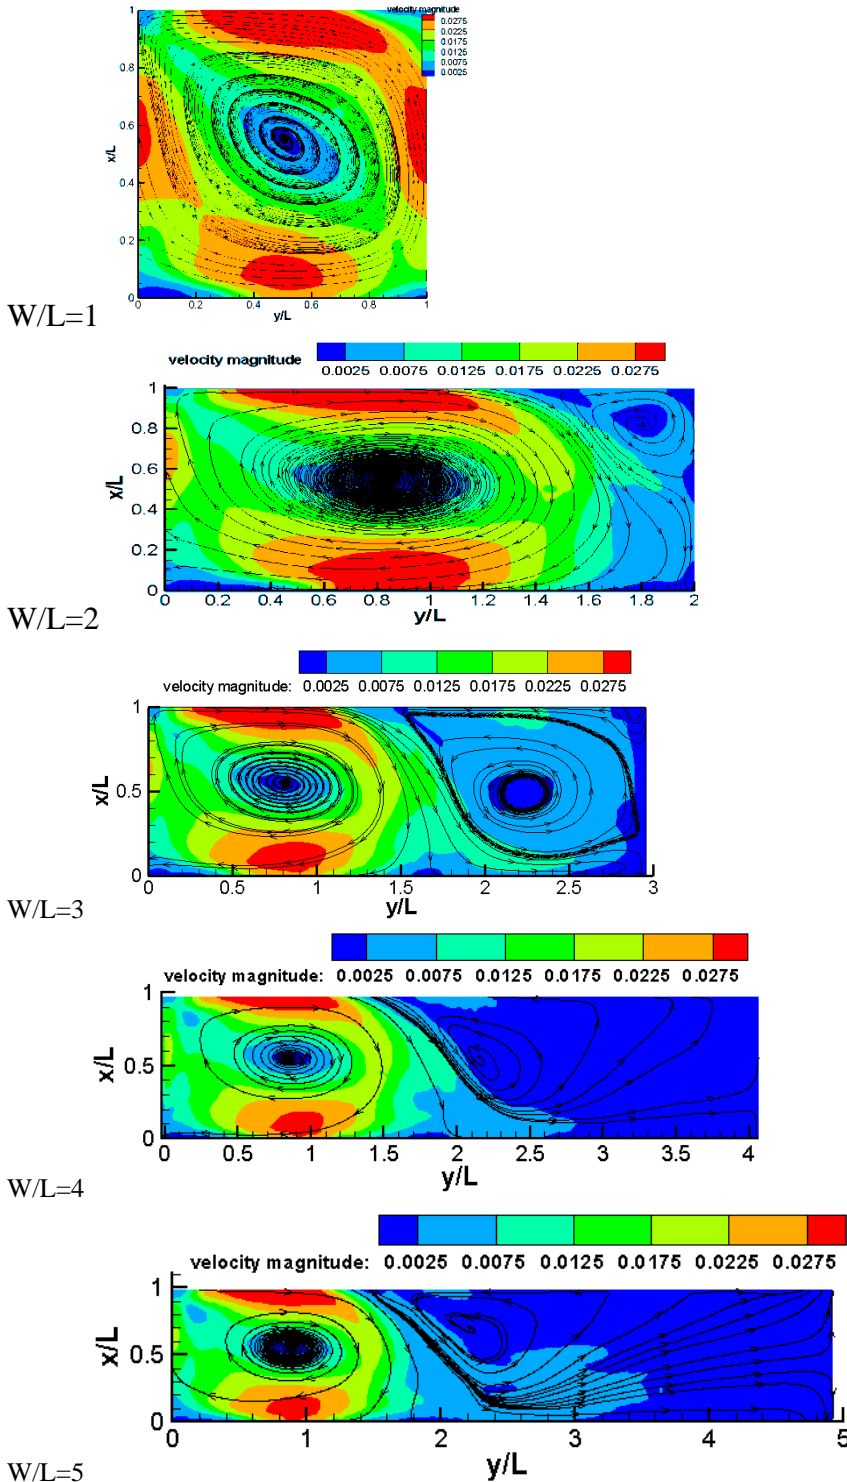 velocity magnitude
0.0275
0.0225
0.0175
0.0125
0.0075
0.0025
1
0.8
0.6
0.4
0.2
0
x/L
0 0.2 0.4 0.6 0.8 1
y/L
W/L=1
velocity magnitude
0.0025 0.0075 0.0125 0.0175 0.0225 0.0275
1
0.8
0.6
0.4
0.2
0
x/L
0 0.2 0.4 0.6 0.8 1 1.2 1.4 1.6 1.8 2
y/L
W/L=2
velocity magnitude: 0.0025 0.0075 0.0125 0.0175 0.0225 0.0275
1
0.5
0
x/L
0 0.5 1 1.5 2 2.5 3
y/L
W/L=3
velocity magnitude: 0.0025 0.0075 0.0125 0.0175 0.0225 0.0275
1
0.5
0
x/L
0 0.5 1 1.5 2 2.5 3 3.5 4
y/L
W/L=4
velocity magnitude: 0.0025 0.0075 0.0125 0.0175 0.0225 0.0275
1
0.5
0
x/L
0 1 2 3 4 5
y/L
W/L=5